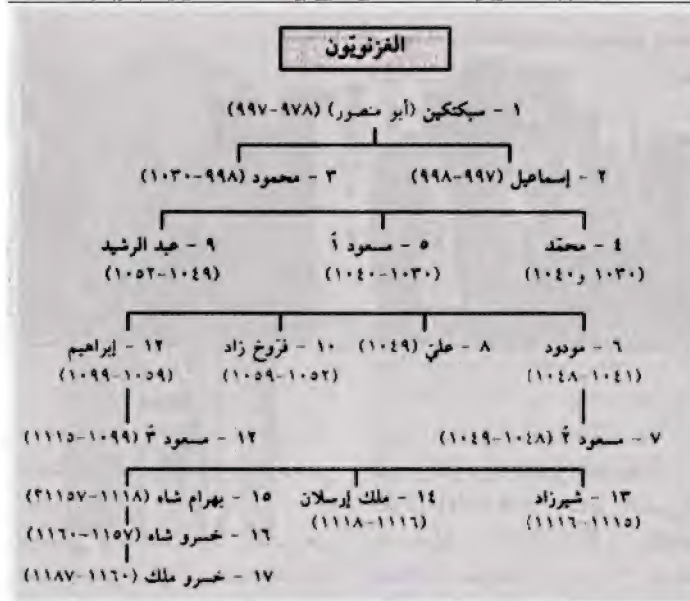 الغزنويّون
١ - سبكتكين (أبو منصور) (٩٧٨-٩٩٧)
٢ - إسماعيل (٩٩٧-٩٩٨) ٣ - محمود (٩٩٨-١٠٣٠)
٤ - محمّد ٥ - مسعود أ ٩ - عبد الرشيد
(١٠٣٠ و١٠٤٠) (١٠٣٠-١٠٤٠) (١٠٤٩-١٠٥٢)
٦ - مودود ٨ - عليّ (١٠٤٩) ١٠ - فرّوخ زاد ١٢ - إبراهيم
(١٠٤١-١٠٤٨) (١٠٥٢-١٠٥٩) (١٠٥٩-١٠٩٩)
٧ - مسعود ٢ (١٠٤٨-١٠٤٩) ١٢ - مسعود ٣ (١٠٩٩-١١١٥)
١٣ - شيرزاد ١٤ - ملك إرسلان ١٥ - بهرام شاه (١١١٨-١١٥٧؟)
(١١١٥-١١١٦) (١١١٦-١١١٨) ١٦ - خسرو شاه (١١٥٧-١١٦٠)
١٧ - خسرو ملك (١١٦٠-١١٨٧)